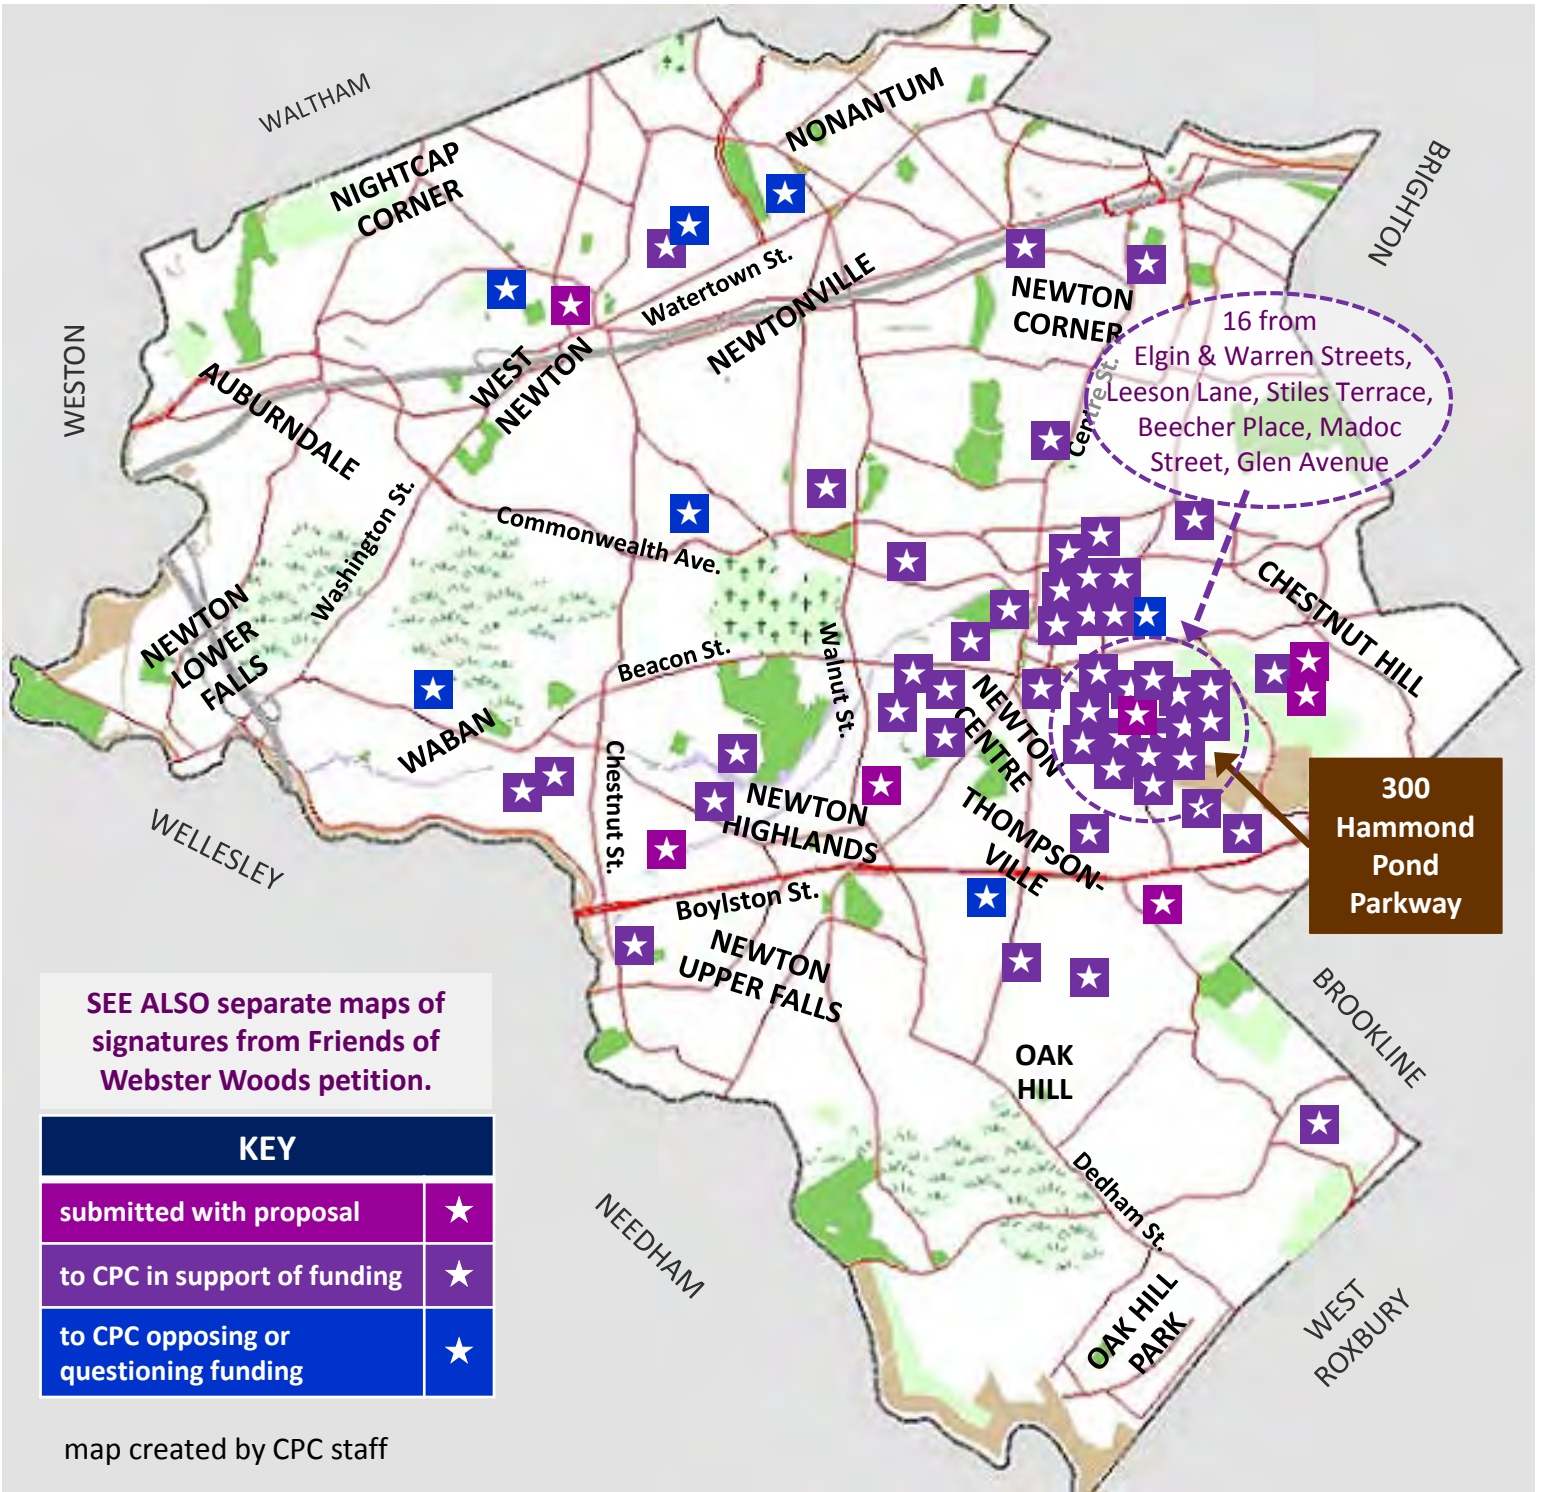 WALTHAM
NONANTUM
NIGHTCAP
CORNER
BRIGHTON
Watertown St.
NEWTONVILLE
NEWTON
CORNER
WESTON
WEST
NEWTON
AUBURNDALE
Centre St.
16 from
Elgin & Warren Streets,
Leeson Lane, Stiles Terrace,
Beecher Place, Madoc
Street, Glen Avenue
Washington St.
Commonwealth Ave.
CHESTNUT HILL
NEWTON
LOWER
FALLS
Beacon St.
Walnut St.
NEWTON
CENTRE
WABAN
Chestnut St.
NEWTON
HIGHLANDS
THOMPSON-
VILLE
300
Hammond
Pond
Parkway
WELLESLEY
Boylston St.
NEWTON
UPPER FALLS
BROOKLINE
OAK
HILL
SEE ALSO separate maps of
signatures from Friends of
Webster Woods petition.
KEY
submitted with proposal
to CPC in support of funding
to CPC opposing or
questioning funding
map created by CPC staff
NEEDHAM
Dedham St.
OAK HILL
PARK
WEST
ROXBURY